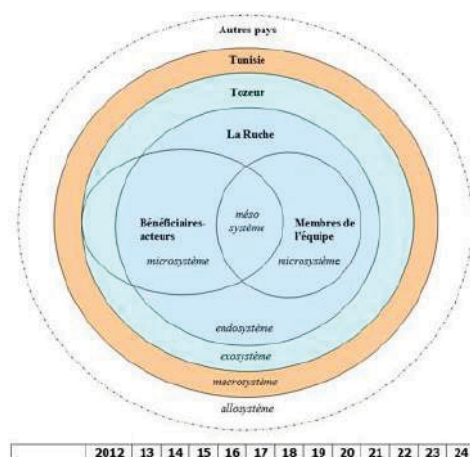 Autres pays
Tunisie
Tozeur
La Ruche
Bénéficiaires-
acteurs
microsystème
méso
système
Membres de
l'équipe
microsystème
endosystème
exosystème
macrosystème
allosystème
2012 13 14 15 16 17 18 19 20 21 22 23 24